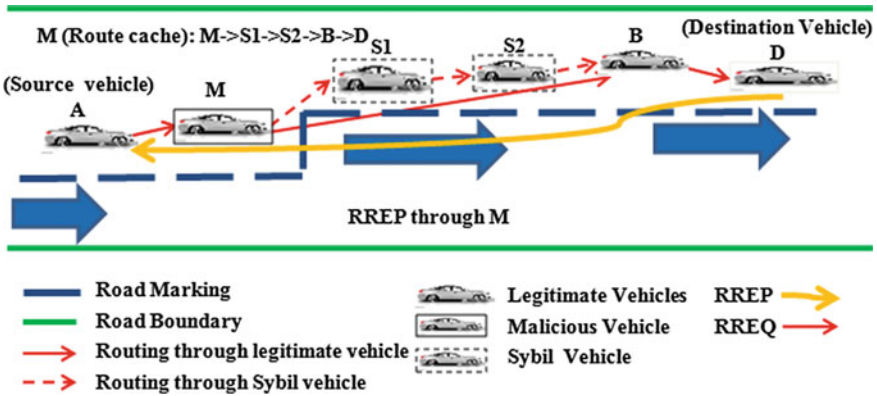 M (Route cache): M->S1->S2->B->D
(Destination Vehicle)
S1
S2
B
D
(Source vehicle)
M
A
RREP through M
Road Marking
Road Boundary
Routing through legitimate vehicle
Routing through Sybil vehicle
Legitimate Vehicles
Malicious Vehicle
Sybil Vehicle
RREP
RREQ